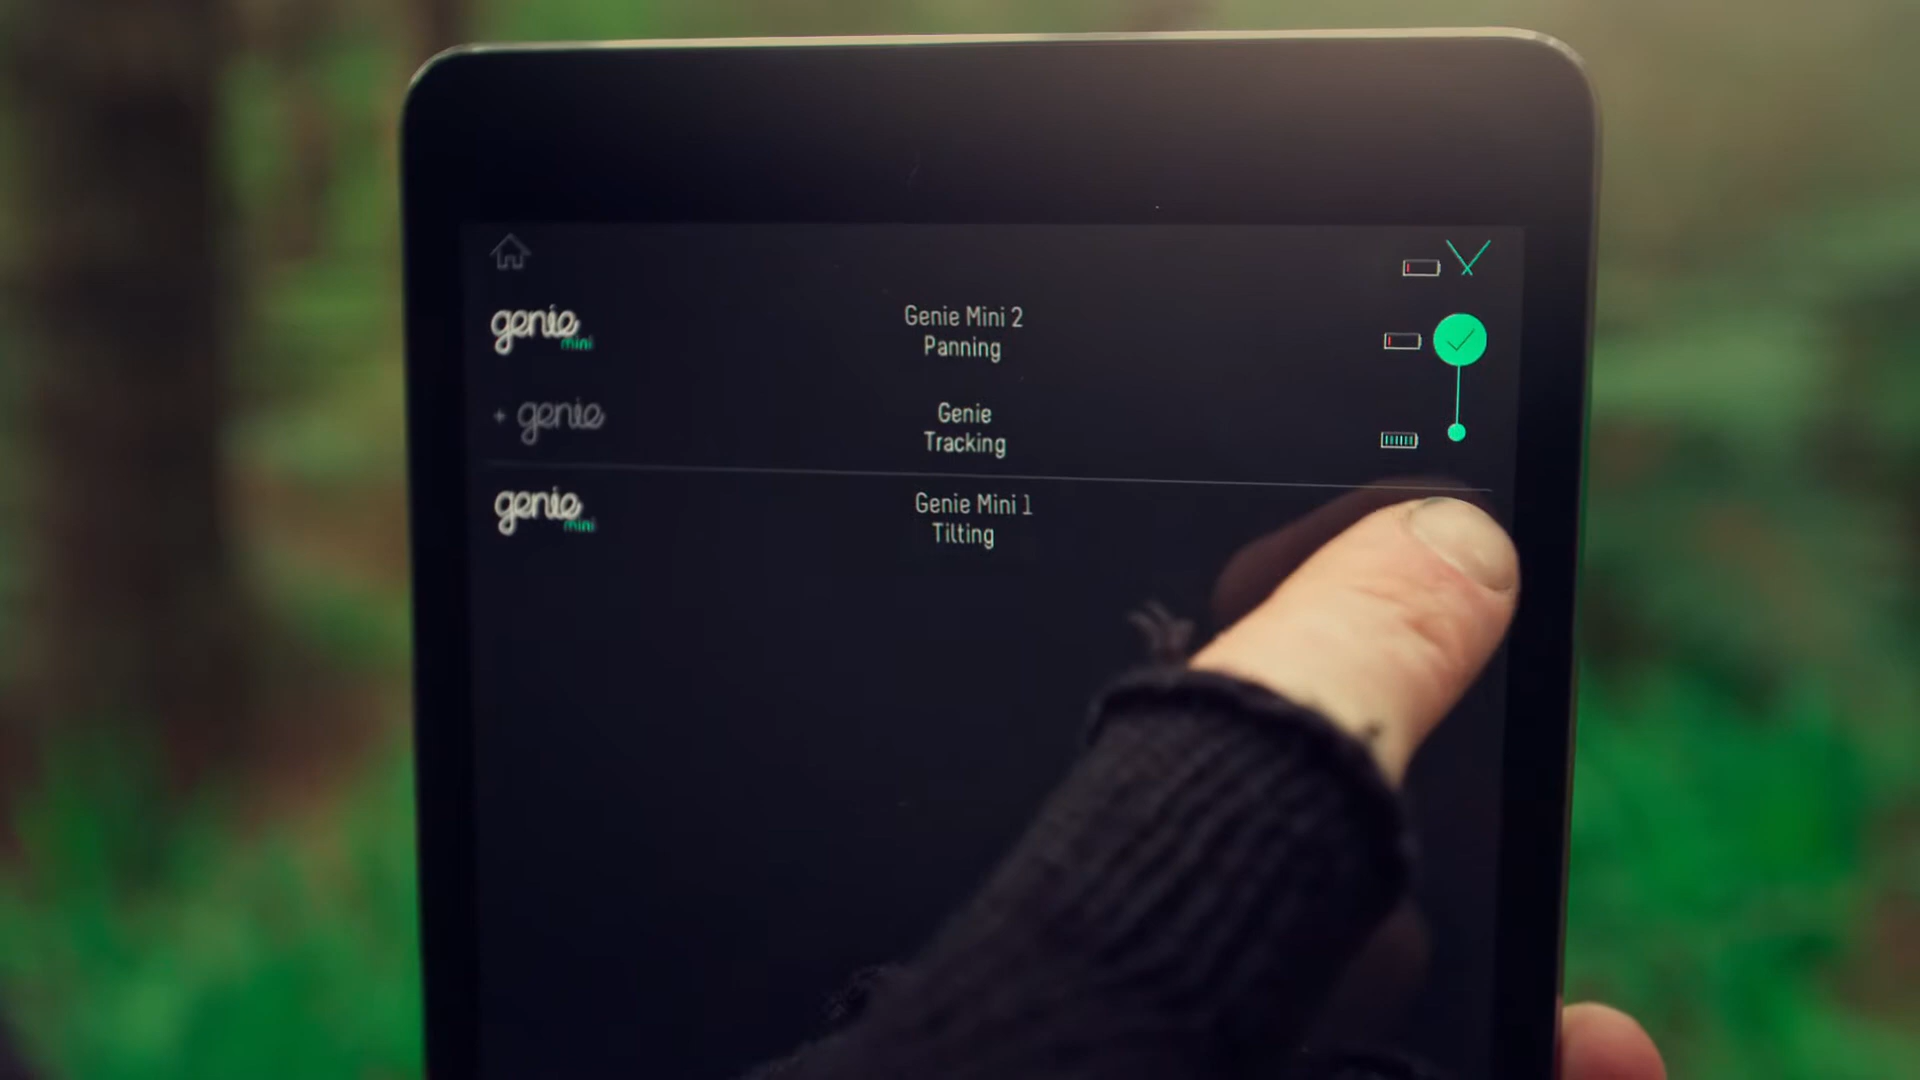 genie mini
Genie Mini 2
Panning
+ genie
Genie
Tracking
genie mini
Genie Mini 1
Tilting